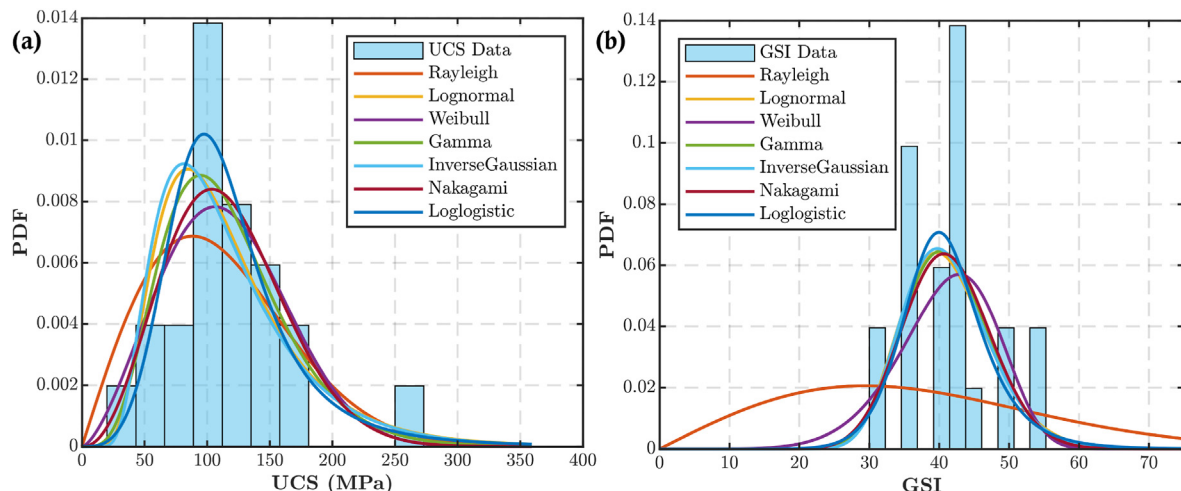 (a)
0.014
0.012
0.01
0.008
0.006
0.004
0.002
0
PDF
0
50
100
150
200
250
300
350
400
UCS (MPa)
UCS Data
Rayleigh
Lognormal
Weibull
Gamma
InverseGaussian
Nakagami
Loglogistic
(b)
0.14
0.12
0.1
0.08
0.06
0.04
0.02
0
PDF
0
10
20
30
40
50
60
70
GSI
GSI Data
Rayleigh
Lognormal
Weibull
Gamma
InverseGaussian
Nakagami
Loglogistic